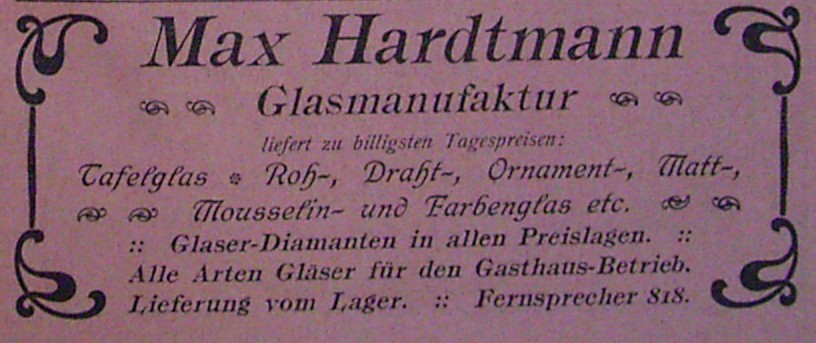 Max Hardtmann
Glasmanufaktur
liefert zu billigsten Tagespreisen:
Tafelglas * Roh-, Draht-, Ornament-, Matt-,
Mousselin- und Farbenglas etc.
:: Glaser-Diamanten in allen Preislagen. ::
Alle Arten Gläser für den Gasthaus-Betrieb.
Lieferung vom Lager. :: Fernsprecher 818.